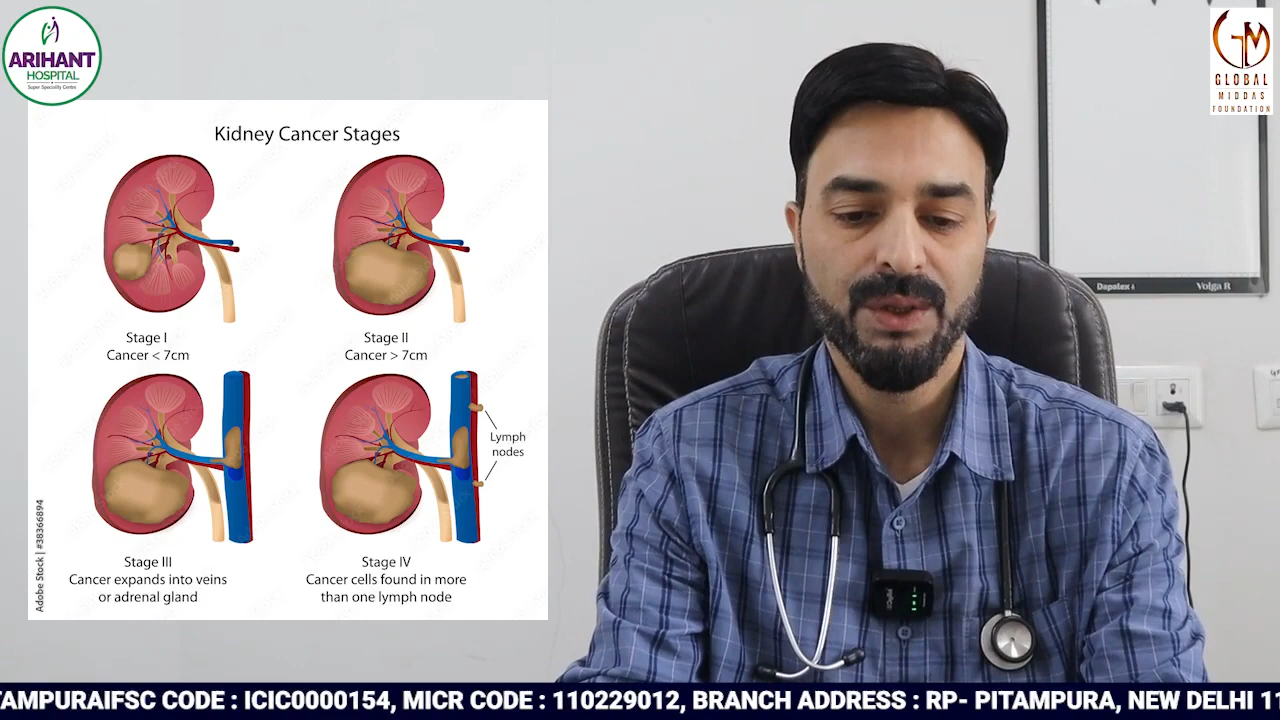 ARIHANT
HOSPITAL
Super Speciality Centre
GM
GLOBAL
MIDDAS
FOUNDATION
Kidney Cancer Stages
Stage I
Cancer < 7cm
Stage II
Cancer > 7cm
Lymph
nodes
Stage III
Cancer expands into veins
or adrenal gland
Stage IV
Cancer cells found in more
than one lymph node
Adobe Stock | #38366894
Dapalex
Volga R
TAMPURAIFSC CODE : ICIC0000154, MICR CODE : 110229012, BRANCH ADDRESS : RP- PITAMPURA, NEW DELHI 11